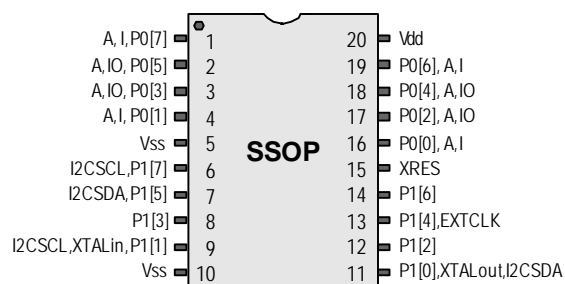 A, I, P0[7] 1 20 Vdd
A, IO, P0[5] 2 19 P0[6], A, I
A, IO, P0[3] 3 18 P0[4], A, IO
A, I, P0[1] 4 17 P0[2], A, IO
Vss 5 16 P0[0], A, I
SSOP
I2CSCL, P1[7] 6 15 XRES
I2CSDA, P1[5] 7 14 P1[6]
P1[3] 8 13 P1[4], EXTCLK
I2CSCL, XTALin, P1[1] 9 12 P1[2]
Vss 10 11 P1[0], XTALout, I2CSDA